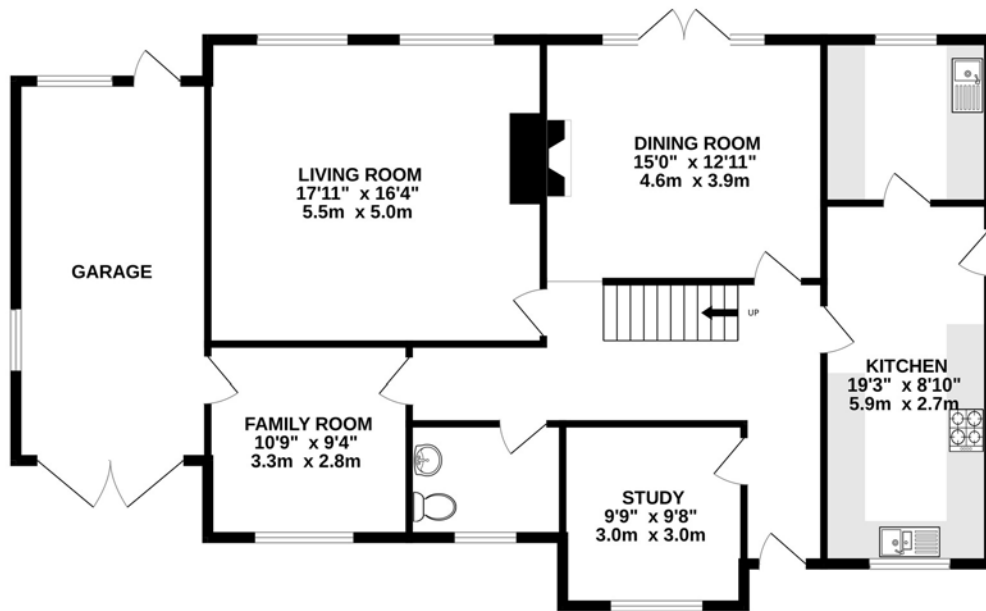 LIVING ROOM
17'11" x 16'4"
5.5m x 5.0m
DINING ROOM
15'0" x 12'11"
4.6m x 3.9m
GARAGE
UP
KITCHEN
19'3" x 8'10"
5.9m x 2.7m
FAMILY ROOM
10'9" x 9'4"
3.3m x 2.8m
STUDY
9'9" x 9'8"
3.0m x 3.0m